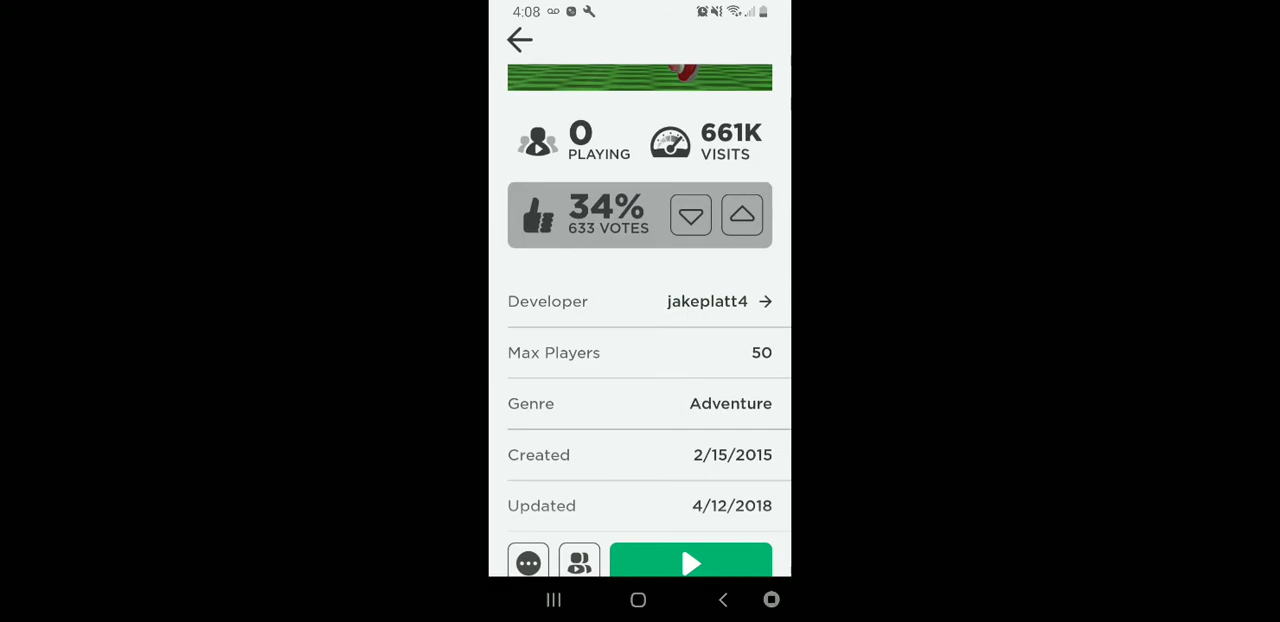 4:08
0
PLAYING
661K
VISITS
34%
633 VOTES
Developer jakeplatt4
Max Players 50
Genre Adventure
Created 2/15/2015
Updated 4/12/2018